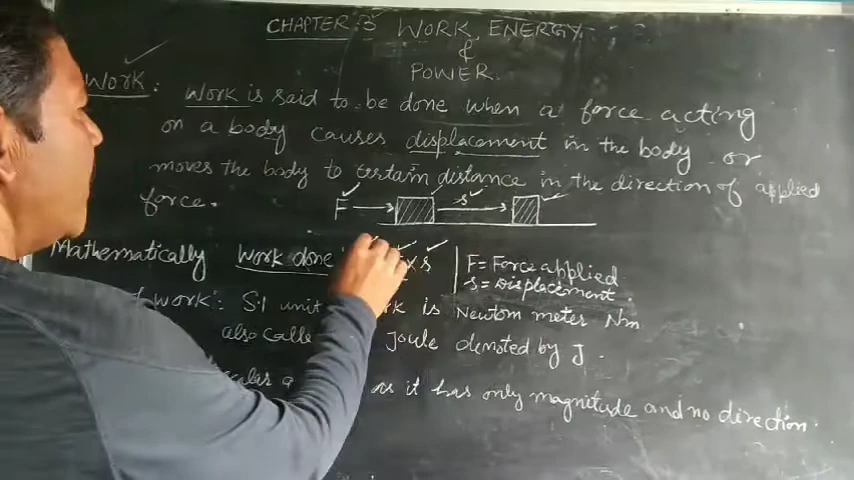 CHAPTER: 3 WORK, ENERGY
&
POWER
WORK: Work is said to be done when a force acting
on a body causes displacement in the body or
moves the body to certain distance in the direction of applied
force.
F s
Mathematically Work done x s F = Force applied
s = Displacement.
of work: S.I unit is Newton meter Nm
also Joule denoted by J.
as it has only magnitude and no direction.